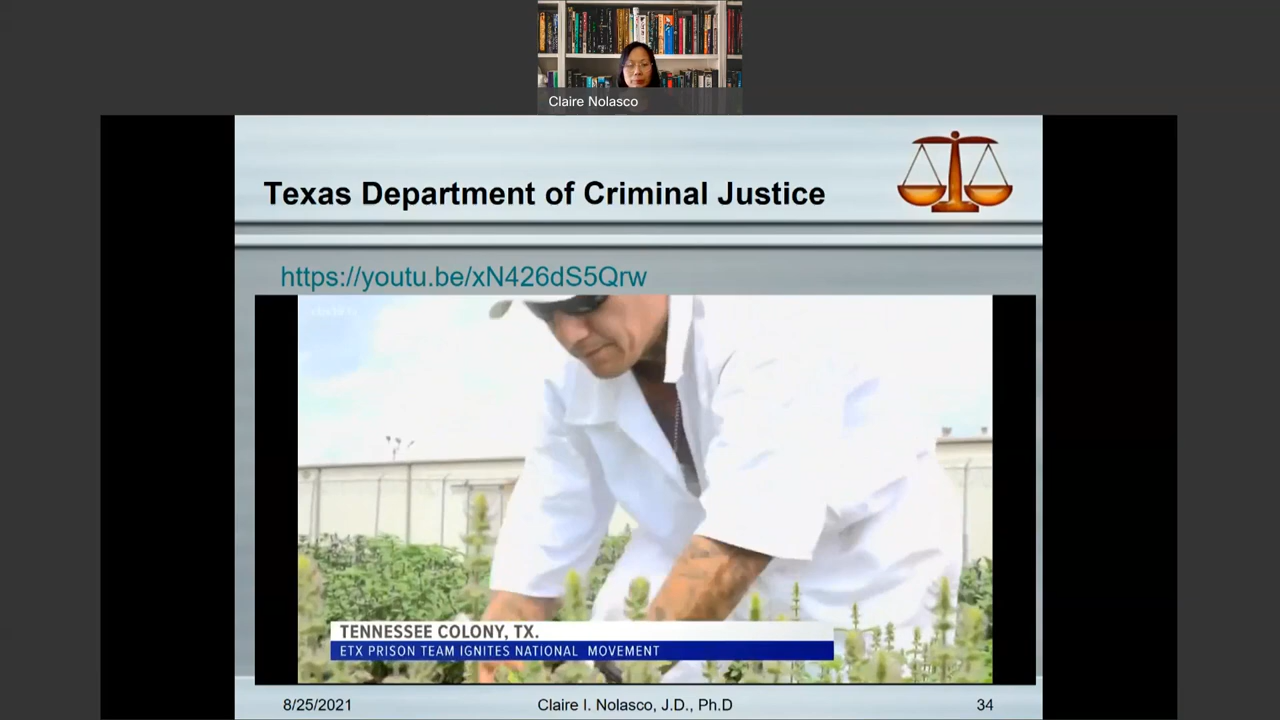 Claire Nolasco
Texas Department of Criminal Justice
https://youtu.be/xN426dS5Qrw
TENNESSEE COLONY, TX.
ETX PRISON TEAM IGNITES NATIONAL MOVEMENT
8/25/2021
Claire I. Nolasco, J.D., Ph.D
34